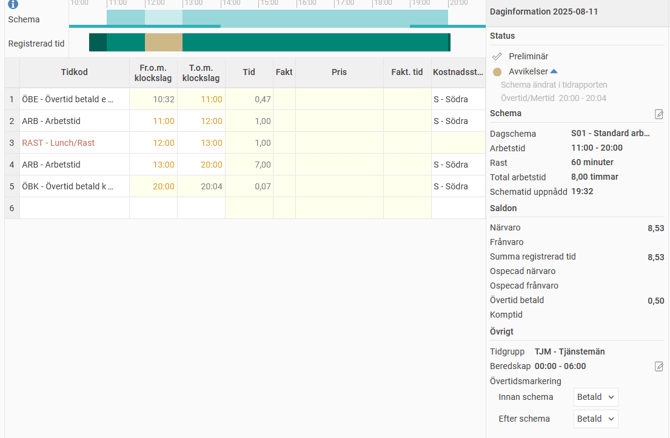 10:00 11:00 12:00 13:00 14:00 15:00 16:00 17:00 18:00 19:00 20:00
Schema
Registrerad tid
Tidkod Fr.o.m. klockslag T.o.m. klockslag Tid Fakt Pris Fakt. tid Kostnadsst...
1 ÖBE - Övertid betald e ... 10:32 11:00 0,47 S - Södra
2 ARB - Arbetstid 11:00 12:00 1,00 S - Södra
3 RAST - Lunch/Rast 12:00 13:00 1,00
4 ARB - Arbetstid 13:00 20:00 7,00 S - Södra
5 ÖBK - Övertid betald k ... 20:00 20:04 0,07 S - Södra
6
Daginformation 2025-08-11
Status
Preliminär
Avvikelser
Schema ändrat i tidrapporten
Övertid/Mertid 20:00 - 20:04
Schema
Dagschema S01 - Standard arb...
Arbetstid 11:00 - 20:00
Rast 60 minuter
Total arbetstid 8,00 timmar
Schematid uppnådd 19:32
Saldon
Närvaro 8,53
Frånvaro
Summa registrerad tid 8,53
Ospecad närvaro
Ospecad frånvaro
Övertid betald 0,50
Komptid
Övrigt
Tidgrupp TJM - Tjänstemän
Beredskap 00:00 - 06:00
Övertidsmarkering
Innan schema Betald
Efter schema Betald